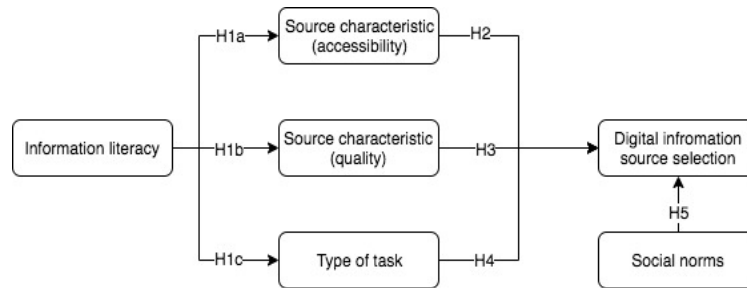 H1a
Source characteristic
(accessibility)
H2
Information literacy
H1b
Source characteristic
(quality)
H3
Digital infromation
source selection
H5
H1c
Type of task
H4
Social norms